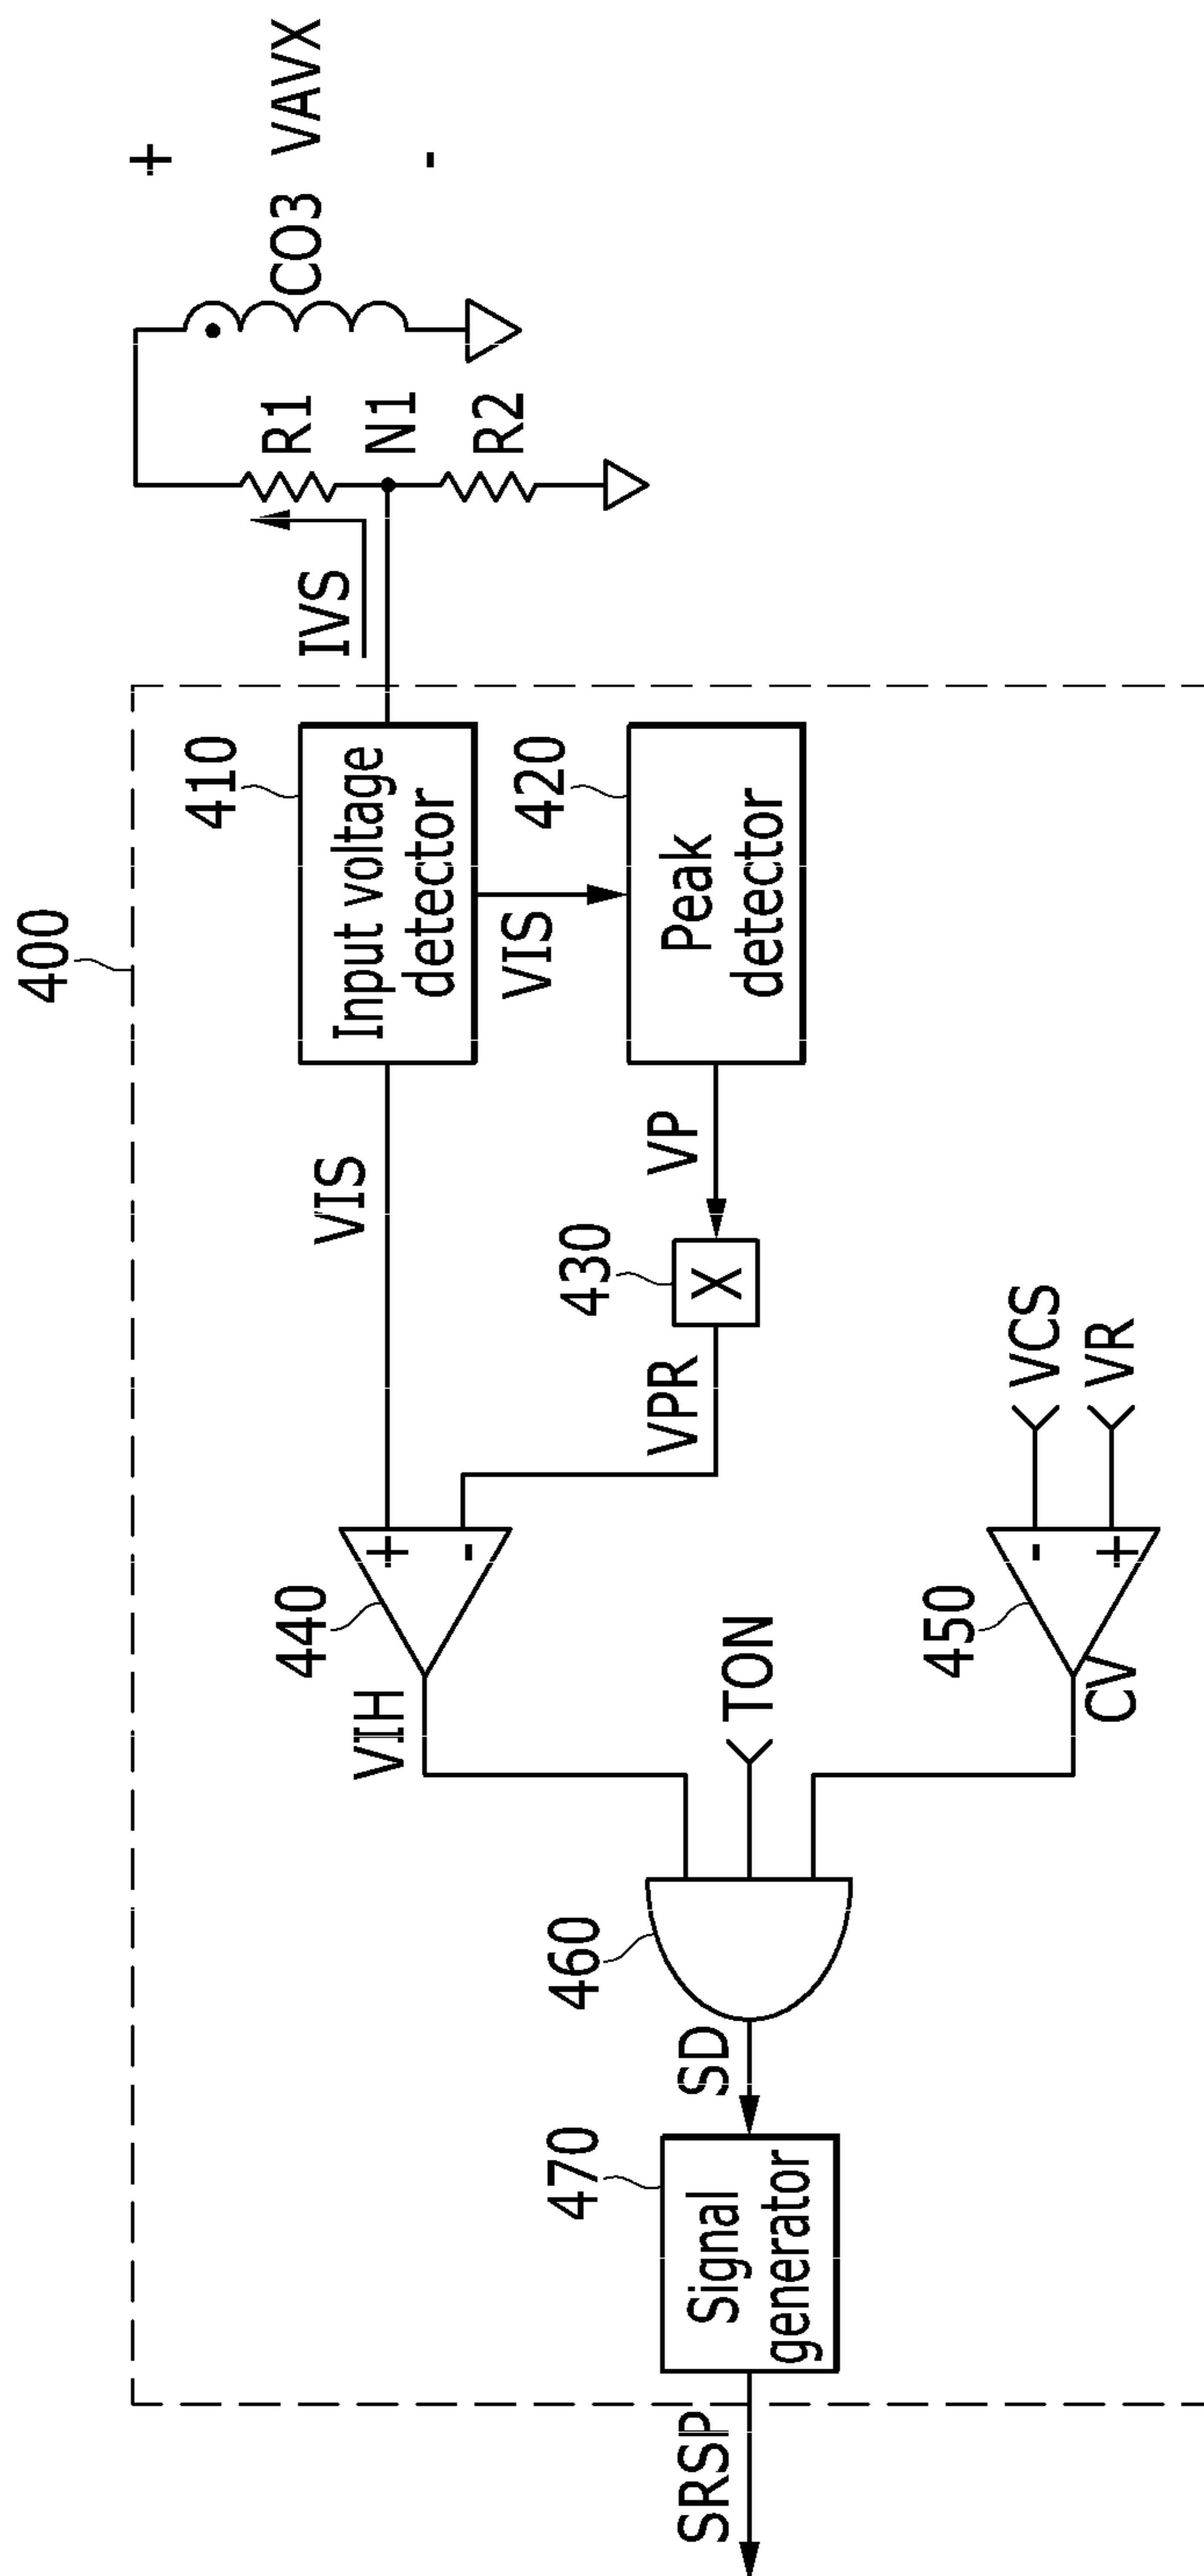 400
410
Input voltage
detector
420
Peak
detector
VIS
VIS
VP
430
X
VPR
440
+
-
VIH
TON
450
-
+
VCS
VR
CV
460
SD
470
Signal
generator
SRSP
IVS
R1
N1
R2
CO3
VAVX
+
-